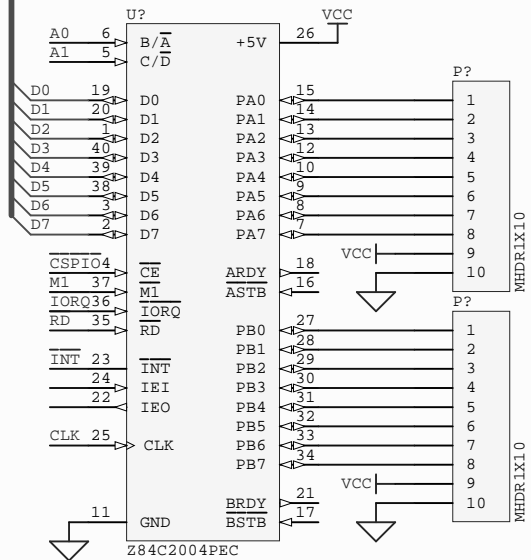 U?
VCC
A0 6 B/A +5V 26
A1 5 C/D
P?
D0 19 D0 PA0 15 1
D1 20 D1 PA1 14 2
D2 1 D2 PA2 13 3
D3 40 D3 PA3 12 4
D4 39 D4 PA4 10 5
D5 38 D5 PA5 9 6
D6 3 D6 PA6 8 7
D7 2 D7 PA7 7 8
VCC 9
CSPIO 4 CE ARDY 18 10
MHDR1X10
M1 37 M1 ASTB 16
IORQ 36 IORQ
P?
RD 35 RD PB0 27 1
PB1 28 2
INT 23 INT PB2 29 3
24 IEI PB3 30 4
22 IEO PB4 31 5
PB5 32 6
CLK 25 CLK PB6 33 7
PB7 34 8
VCC 9
BRDY 21 10
MHDR1X10
11 GND BSTB 17
Z84C2004PEC